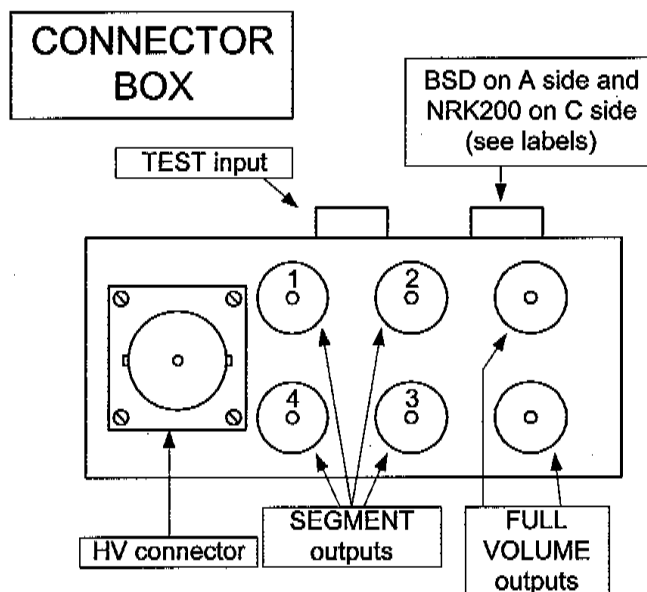 CONNECTOR
BOX
BSD on A side and
NRK200 on C side
(see labels)
TEST input
1
2
4
3
HV connector
SEGMENT
outputs
FULL
VOLUME
outputs